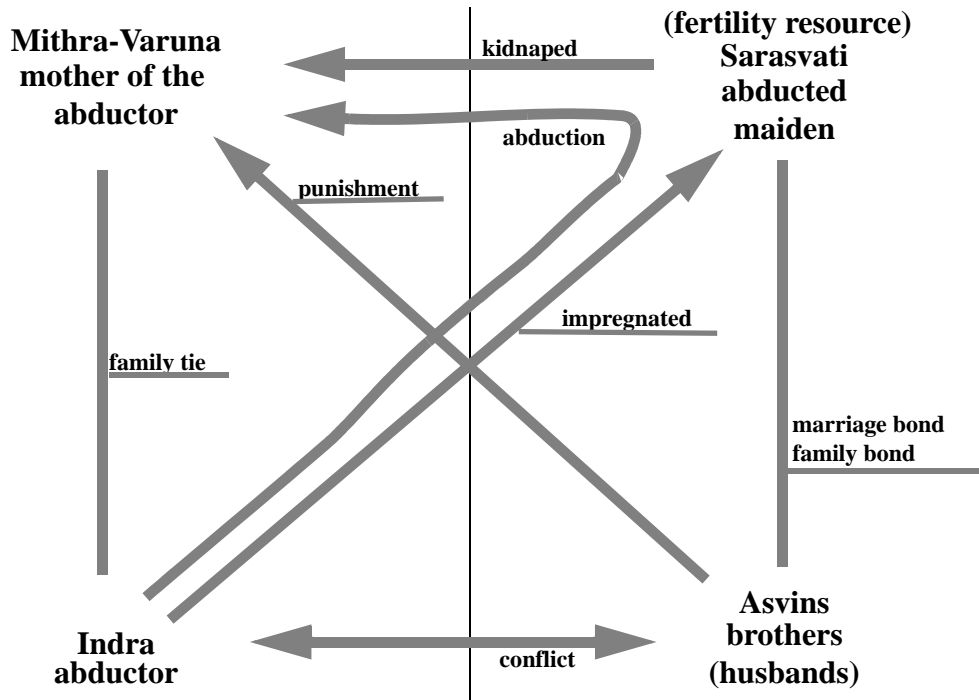 Mithra-Varuna
mother of the
abductor
kidnaped
(fertility resource)
Sarasvati
abducted
maiden
abduction
punishment
impregnated
family tie
marriage bond
family bond
Indra
abductor
conflict
Asvins
brothers
(husbands)